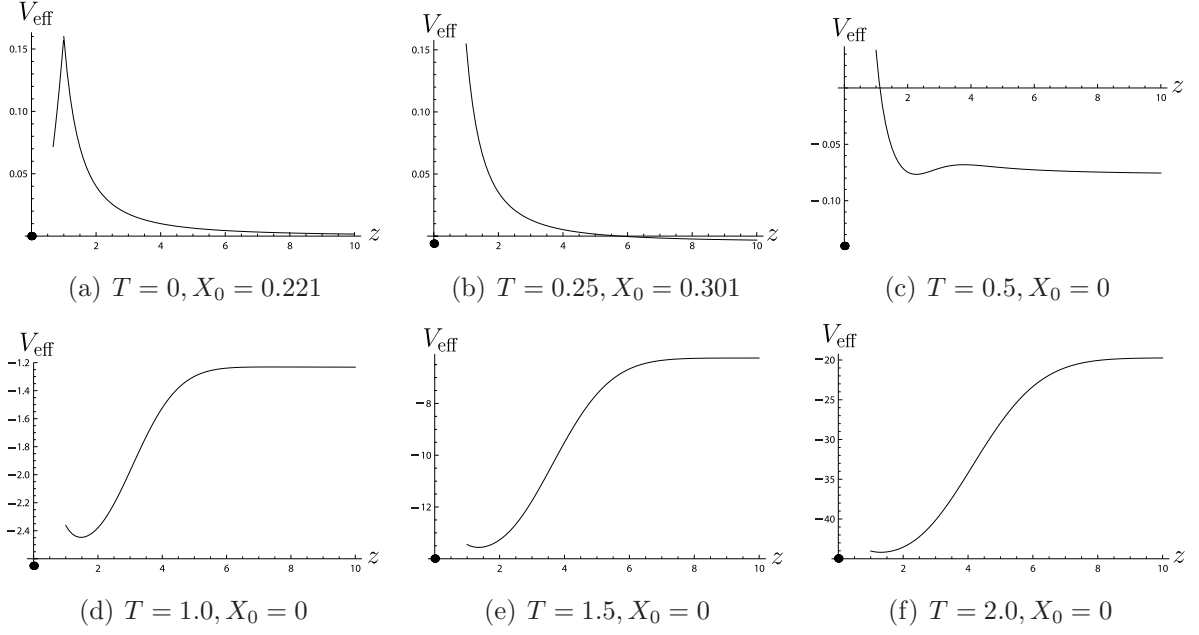 V_eff
0.15
0.10
0.05
2 4 6 8 10 z
(a) T = 0, X_0 = 0.221
V_eff
0.15
0.10
0.05
2 4 6 8 10 z
(b) T = 0.25, X_0 = 0.301
V_eff
2 4 6 8 10 z
−0.05
−0.10
(c) T = 0.5, X_0 = 0
V_eff
−1.2
−1.4
−1.6
−1.8
−2.0
−2.2
−2.4
2 4 6 8 10 z
(d) T = 1.0, X_0 = 0
V_eff
−8
−10
−12
2 4 6 8 10 z
(e) T = 1.5, X_0 = 0
V_eff
−20
−25
−30
−35
−40
2 4 6 8 10 z
(f) T = 2.0, X_0 = 0